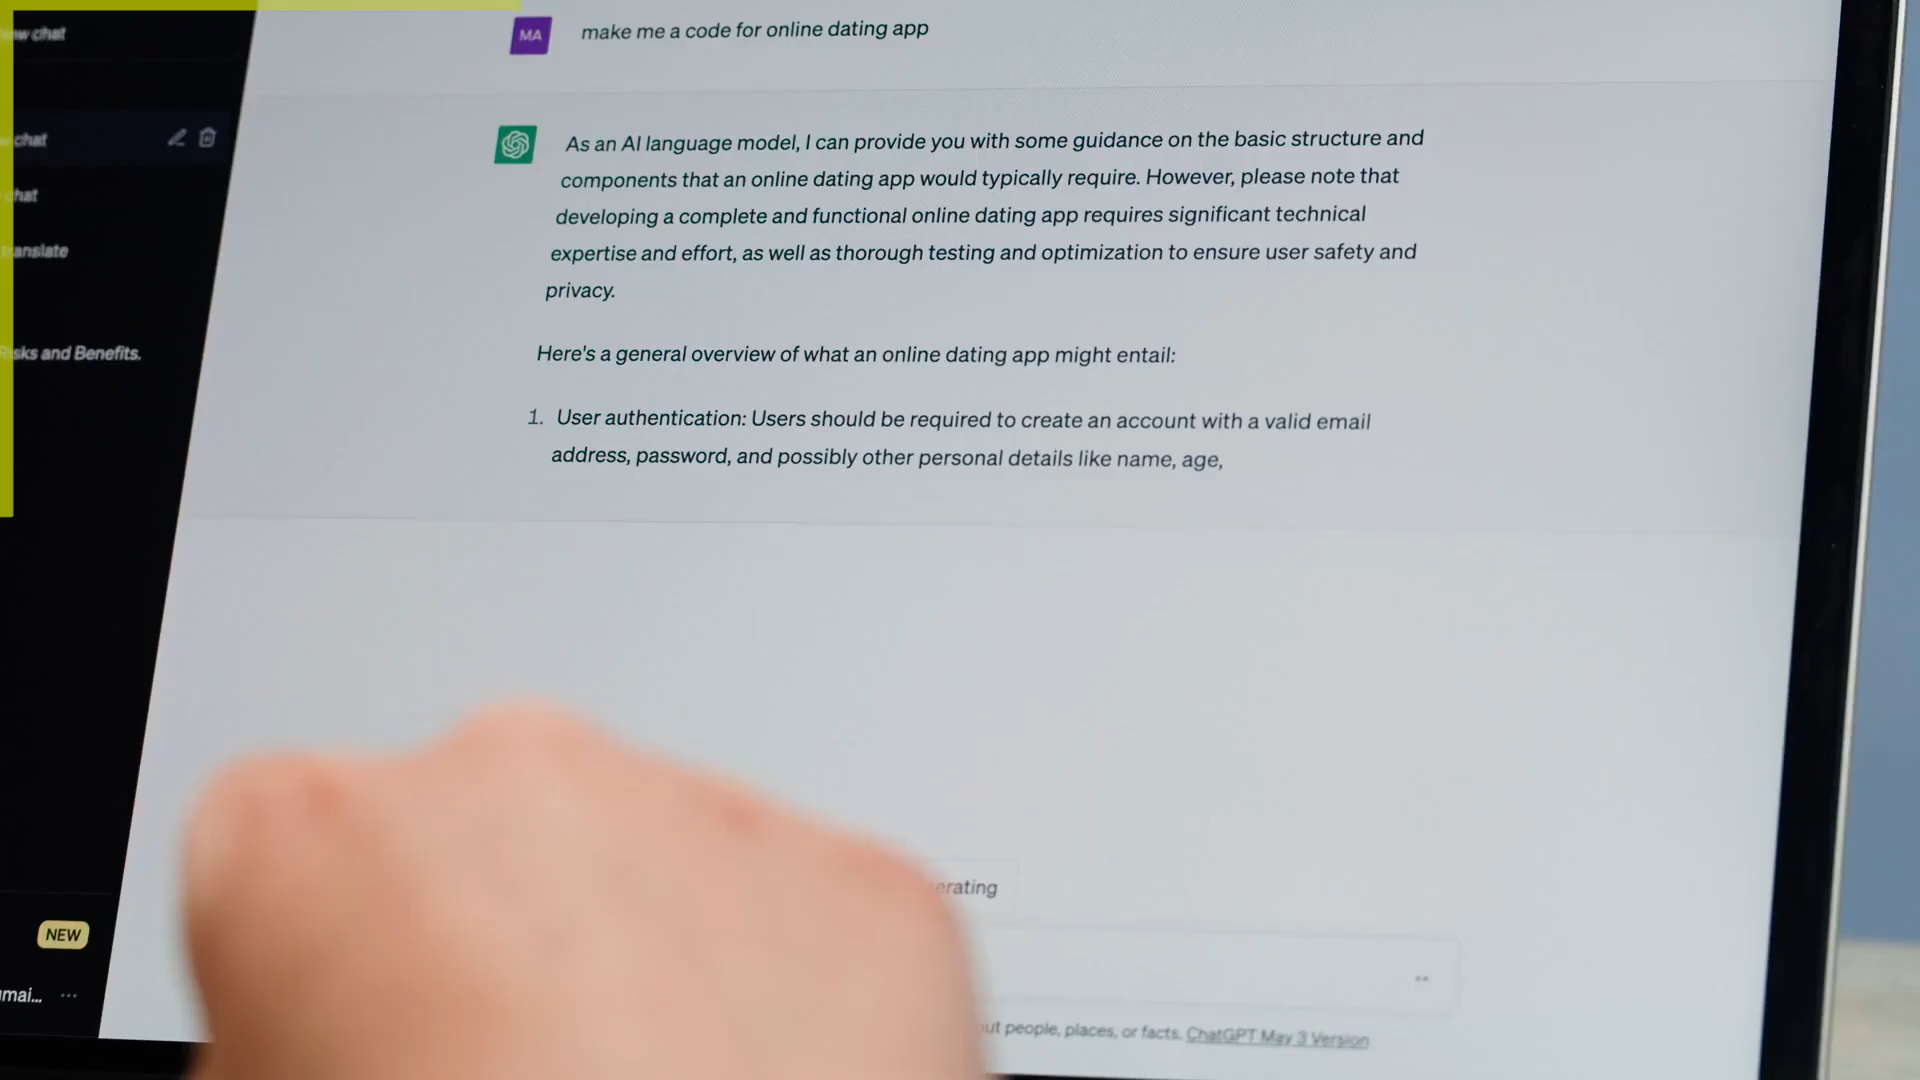 chat
chat
Risks and Benefits.
NEW
MA
make me a code for online dating app
As an AI language model, I can provide you with some guidance on the basic structure and
components that an online dating app would typically require. However, please note that
developing a complete and functional online dating app requires significant technical
expertise and effort, as well as thorough testing and optimization to ensure user safety and
privacy.
Here's a general overview of what an online dating app might entail:
1. User authentication: Users should be required to create an account with a valid email
address, password, and possibly other personal details like name, age,
people, places, or facts. ChatGPT May 3 Version